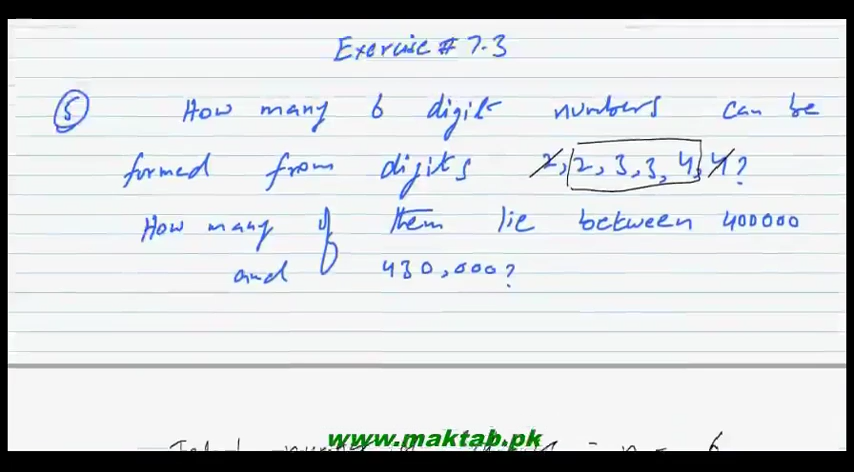 Exercise # 7.3
5 How many 6 digit numbers can be
formed from digits 2, 2, 3, 3, 4, 4?
How many of them lie between 400000
and 430,000?
www.maktab.pk
= n = 6